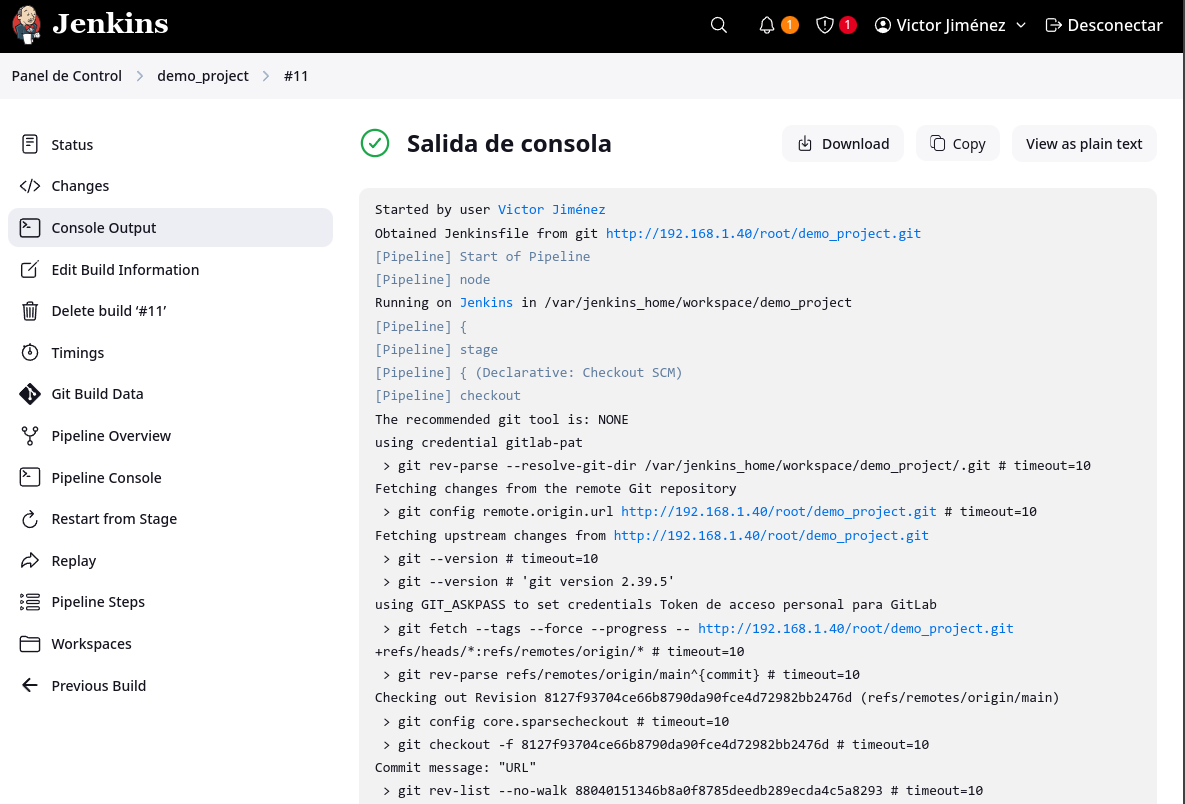 Jenkins
1
1
Victor Jiménez
Desconectar
Panel de Control
demo_project
#11
Status
Changes
Console Output
Edit Build Information
Delete build ‘#11’
Timings
Git Build Data
Pipeline Overview
Pipeline Console
Restart from Stage
Replay
Pipeline Steps
Workspaces
Previous Build
Salida de consola
Download
Copy
View as plain text
Started by user Victor Jiménez
Obtained Jenkinsfile from git http://192.168.1.40/root/demo_project.git
[Pipeline] Start of Pipeline
[Pipeline] node
Running on Jenkins in /var/jenkins_home/workspace/demo_project
[Pipeline] {
[Pipeline] stage
[Pipeline] { (Declarative: Checkout SCM)
[Pipeline] checkout
The recommended git tool is: NONE
using credential gitlab-pat
 > git rev-parse --resolve-git-dir /var/jenkins_home/workspace/demo_project/.git # timeout=10
Fetching changes from the remote Git repository
 > git config remote.origin.url http://192.168.1.40/root/demo_project.git # timeout=10
Fetching upstream changes from http://192.168.1.40/root/demo_project.git
 > git --version # timeout=10
 > git --version # 'git version 2.39.5'
using GIT_ASKPASS to set credentials Token de acceso personal para GitLab
 > git fetch --tags --force --progress -- http://192.168.1.40/root/demo_project.git
+refs/heads/*:refs/remotes/origin/* # timeout=10
 > git rev-parse refs/remotes/origin/main^{commit} # timeout=10
Checking out Revision 8127f93704ce66b8790da90fce4d72982bb2476d (refs/remotes/origin/main)
 > git config core.sparsecheckout # timeout=10
 > git checkout -f 8127f93704ce66b8790da90fce4d72982bb2476d # timeout=10
Commit message: "URL"
 > git rev-list --no-walk 88040151346b8a0f8785deedb289ecda4c5a8293 # timeout=10